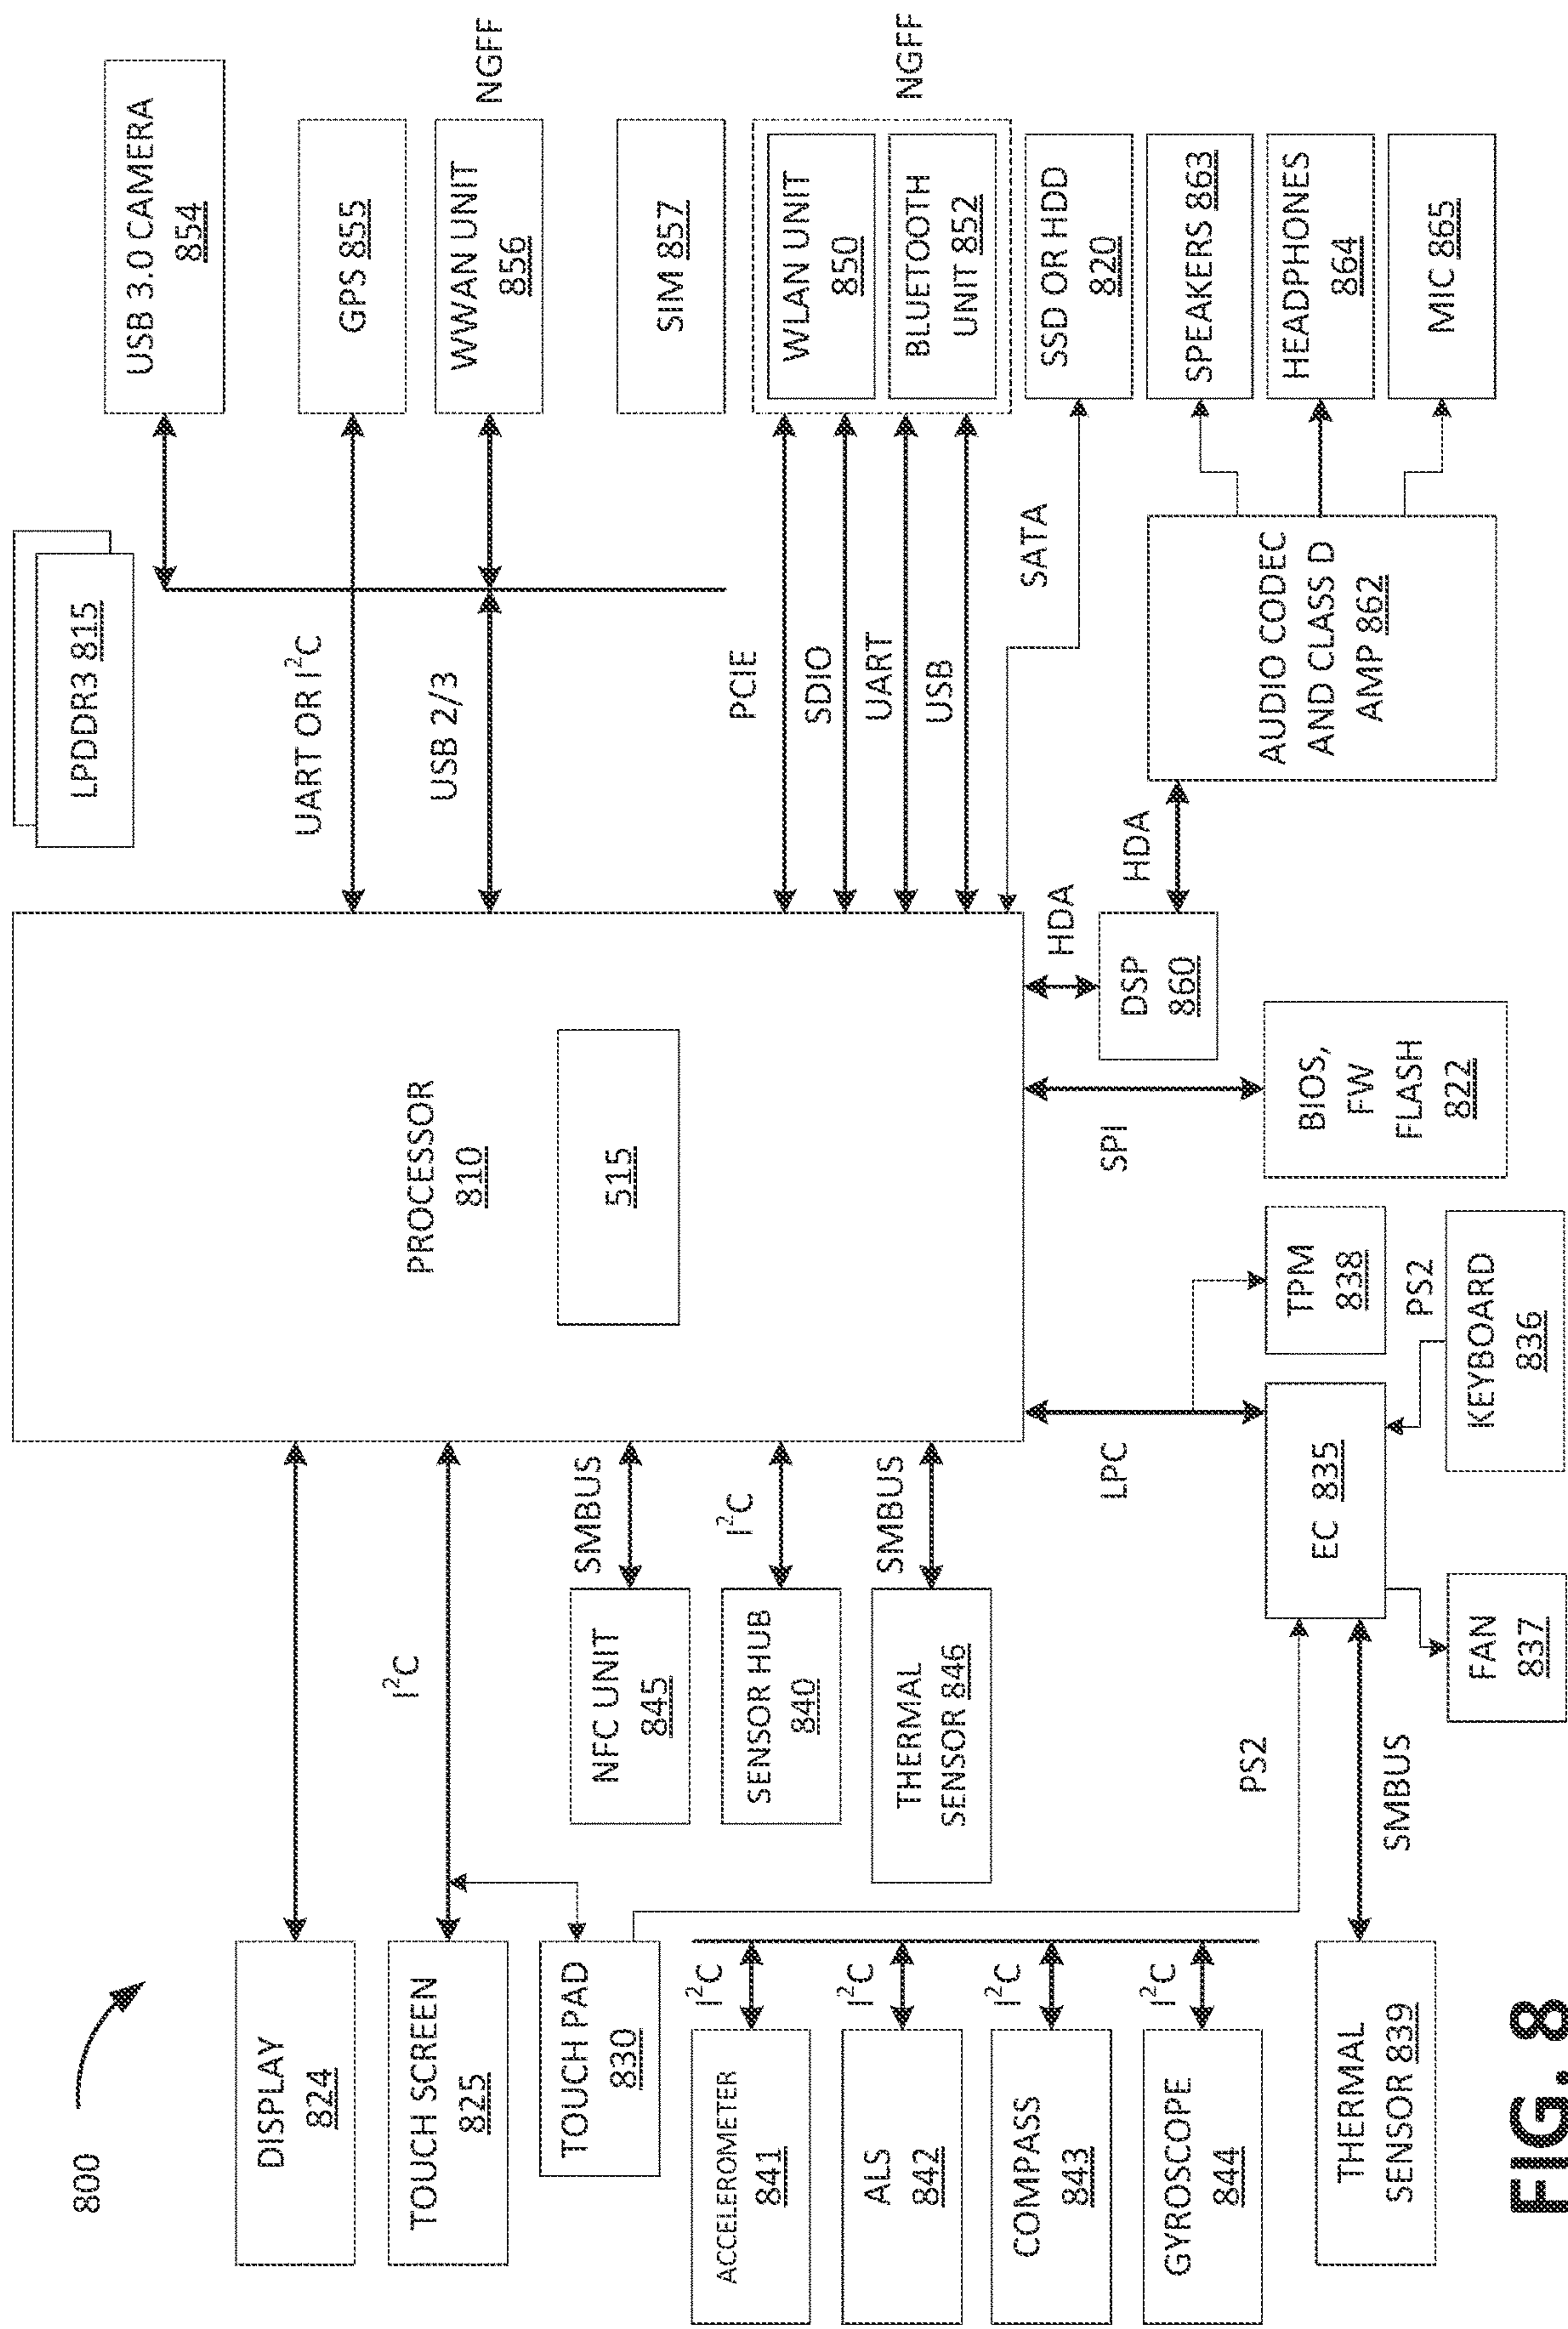 800
DISPLAY
824
TOUCH SCREEN
825
TOUCH PAD
830
ACCELEROMETER
841
ALS
842
COMPASS
843
GYROSCOPE
844
THERMAL
SENSOR 839
I²C
I²C
I²C
I²C
I²C
NFC UNIT
845
SMBUS
SENSOR HUB
840
I²C
THERMAL
SENSOR 846
SMBUS
PS2
SMBUS
FAN
837
EC 835
LPC
KEYBOARD
836
PS2
TPM
838
PROCESSOR
810
515
SPI
BIOS,
FW
FLASH
822
DSP
860
HDA
HDA
LPDDR3 815
UART OR I²C
USB 2/3
PCIE
SDIO
UART
USB
SATA
AUDIO CODEC
AND CLASS D
AMP 862
USB 3.0 CAMERA
854
GPS 855
WWAN UNIT
856
NGFF
SIM 857
WLAN UNIT
850
BLUETOOTH
UNIT 852
NGFF
SSD OR HDD
820
SPEAKERS 863
HEADPHONES
864
MIC 865
FIG. 8